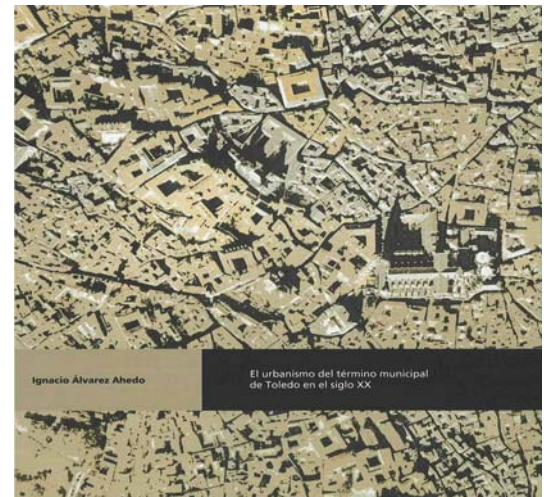 Ignacio Álvarez Ahedo
El urbanismo del término municipal
de Toledo en el siglo XX